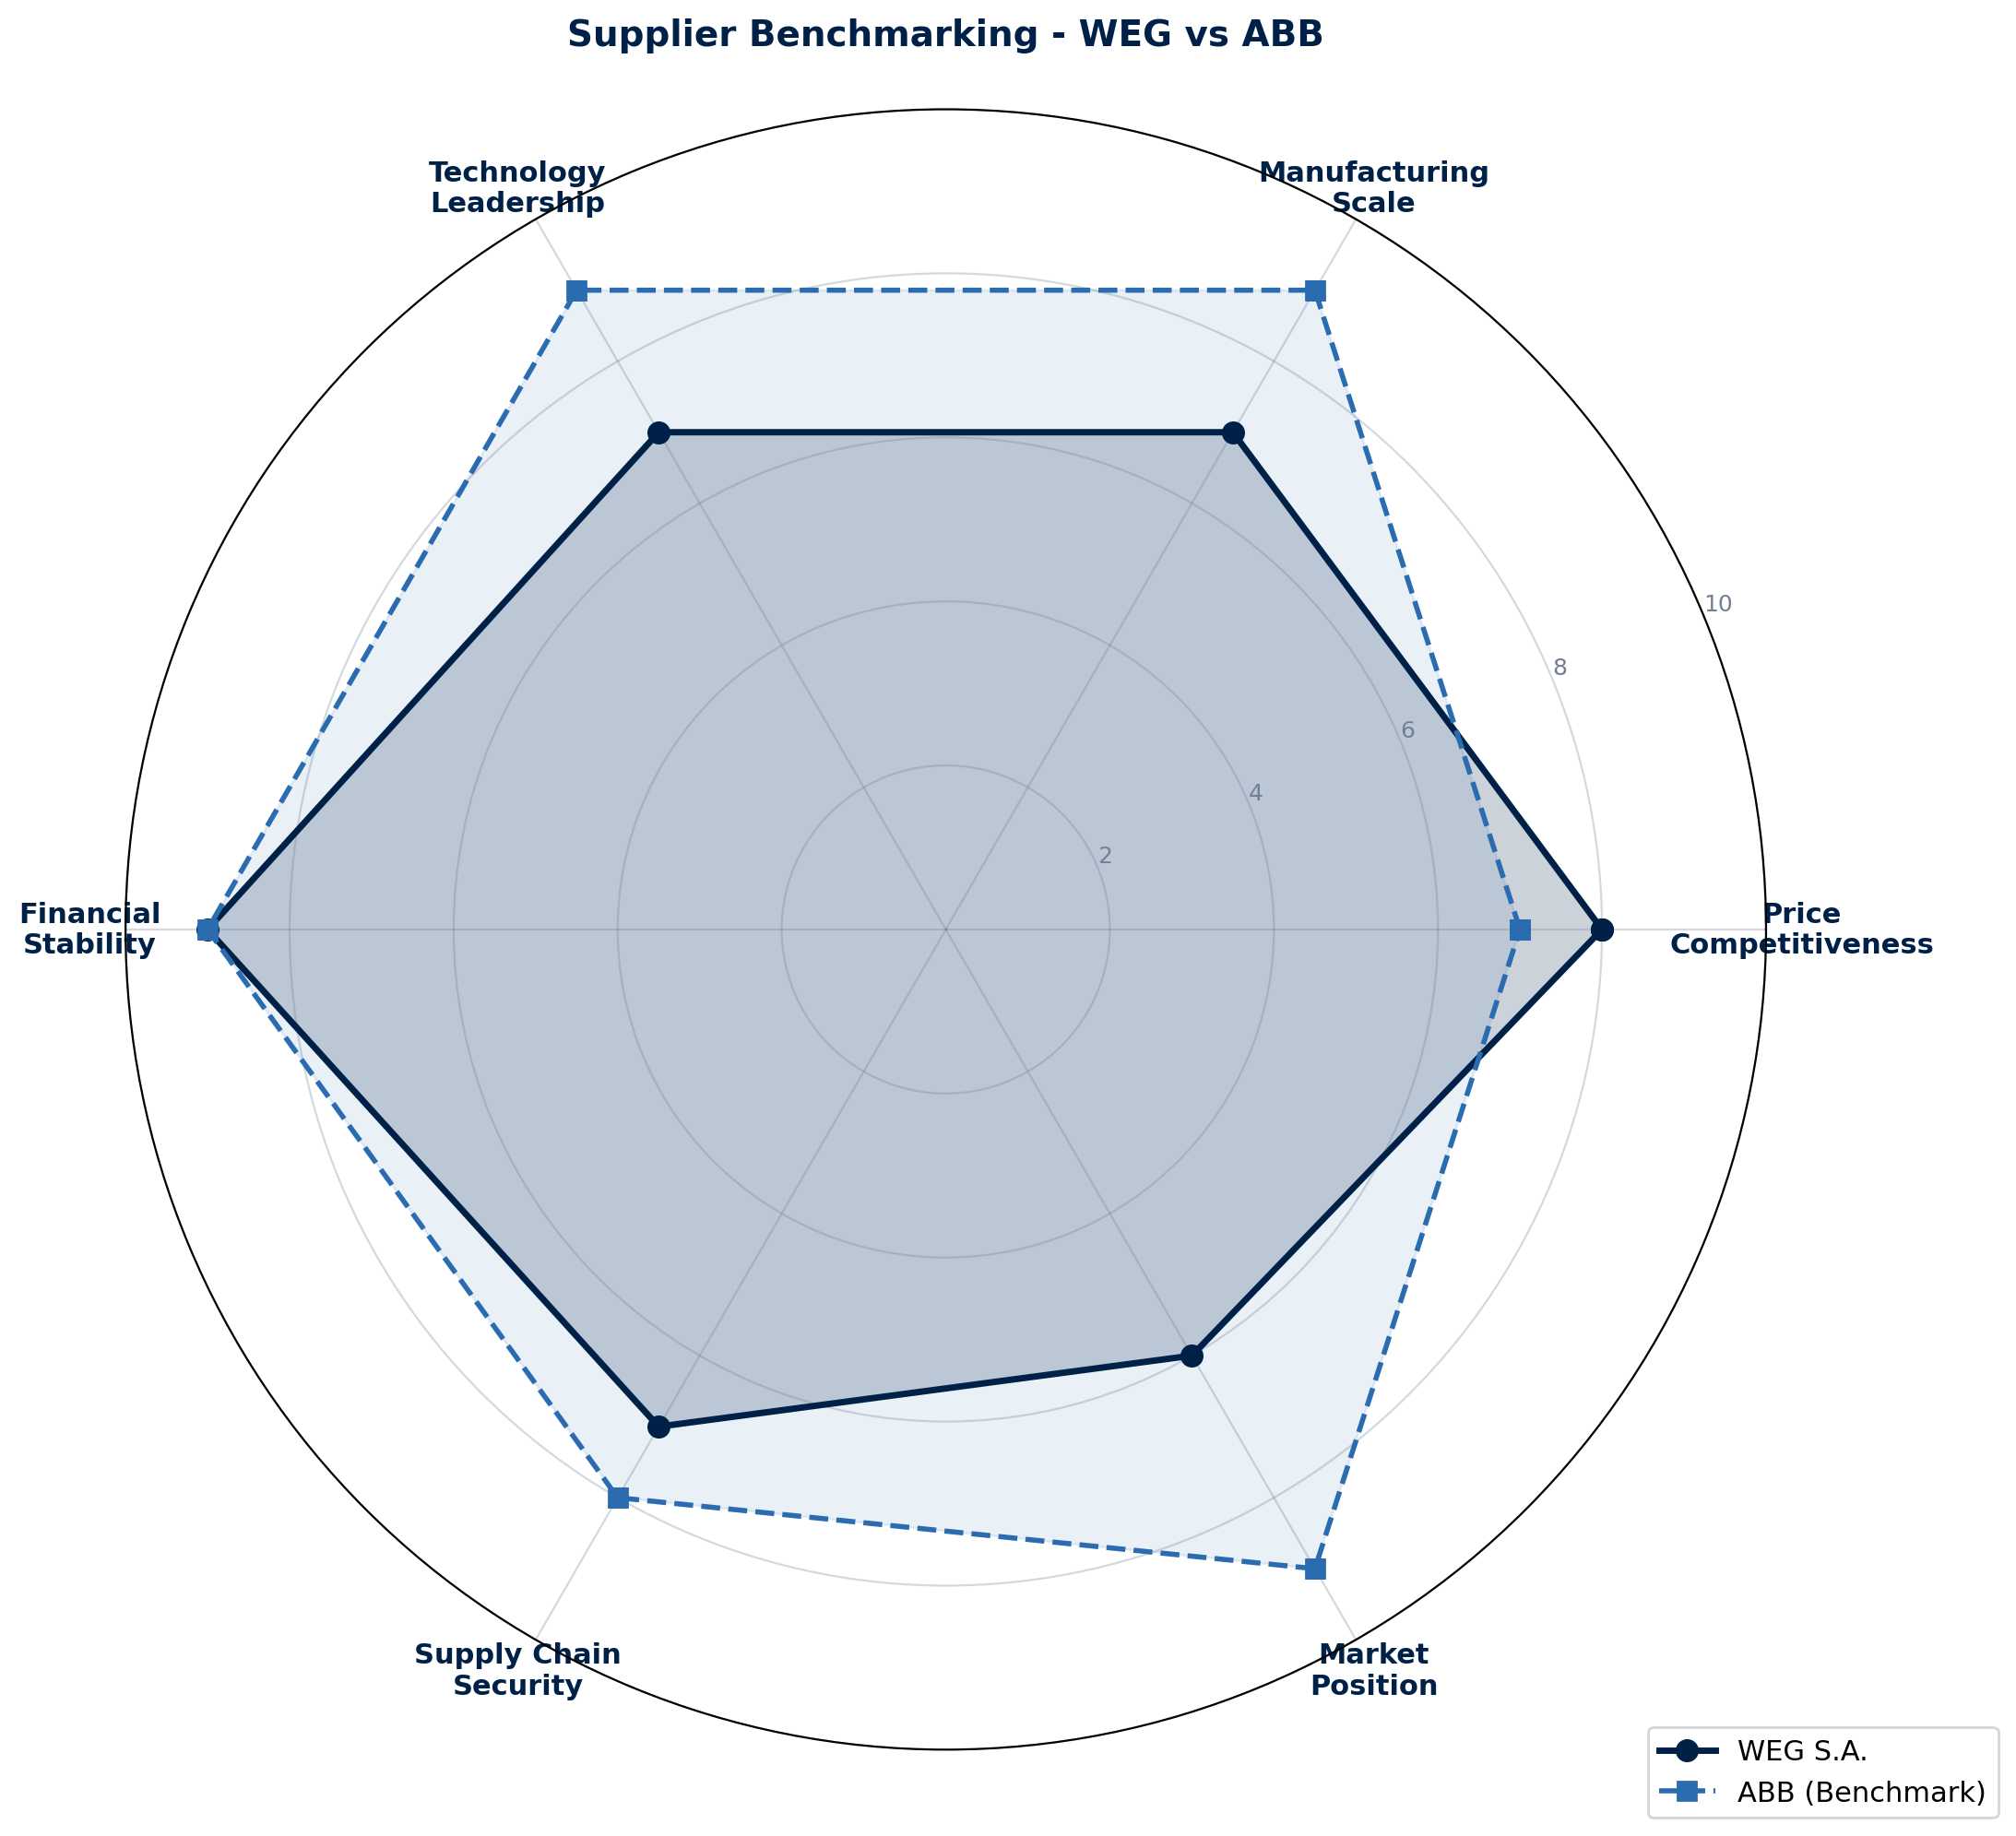 Supplier Benchmarking - WEG vs ABB
Technology
Leadership
Manufacturing
Scale
10
8
6
4
2
Financial
Stability
Price
Competitiveness
Supply Chain
Security
Market
Position
WEG S.A.
ABB (Benchmark)